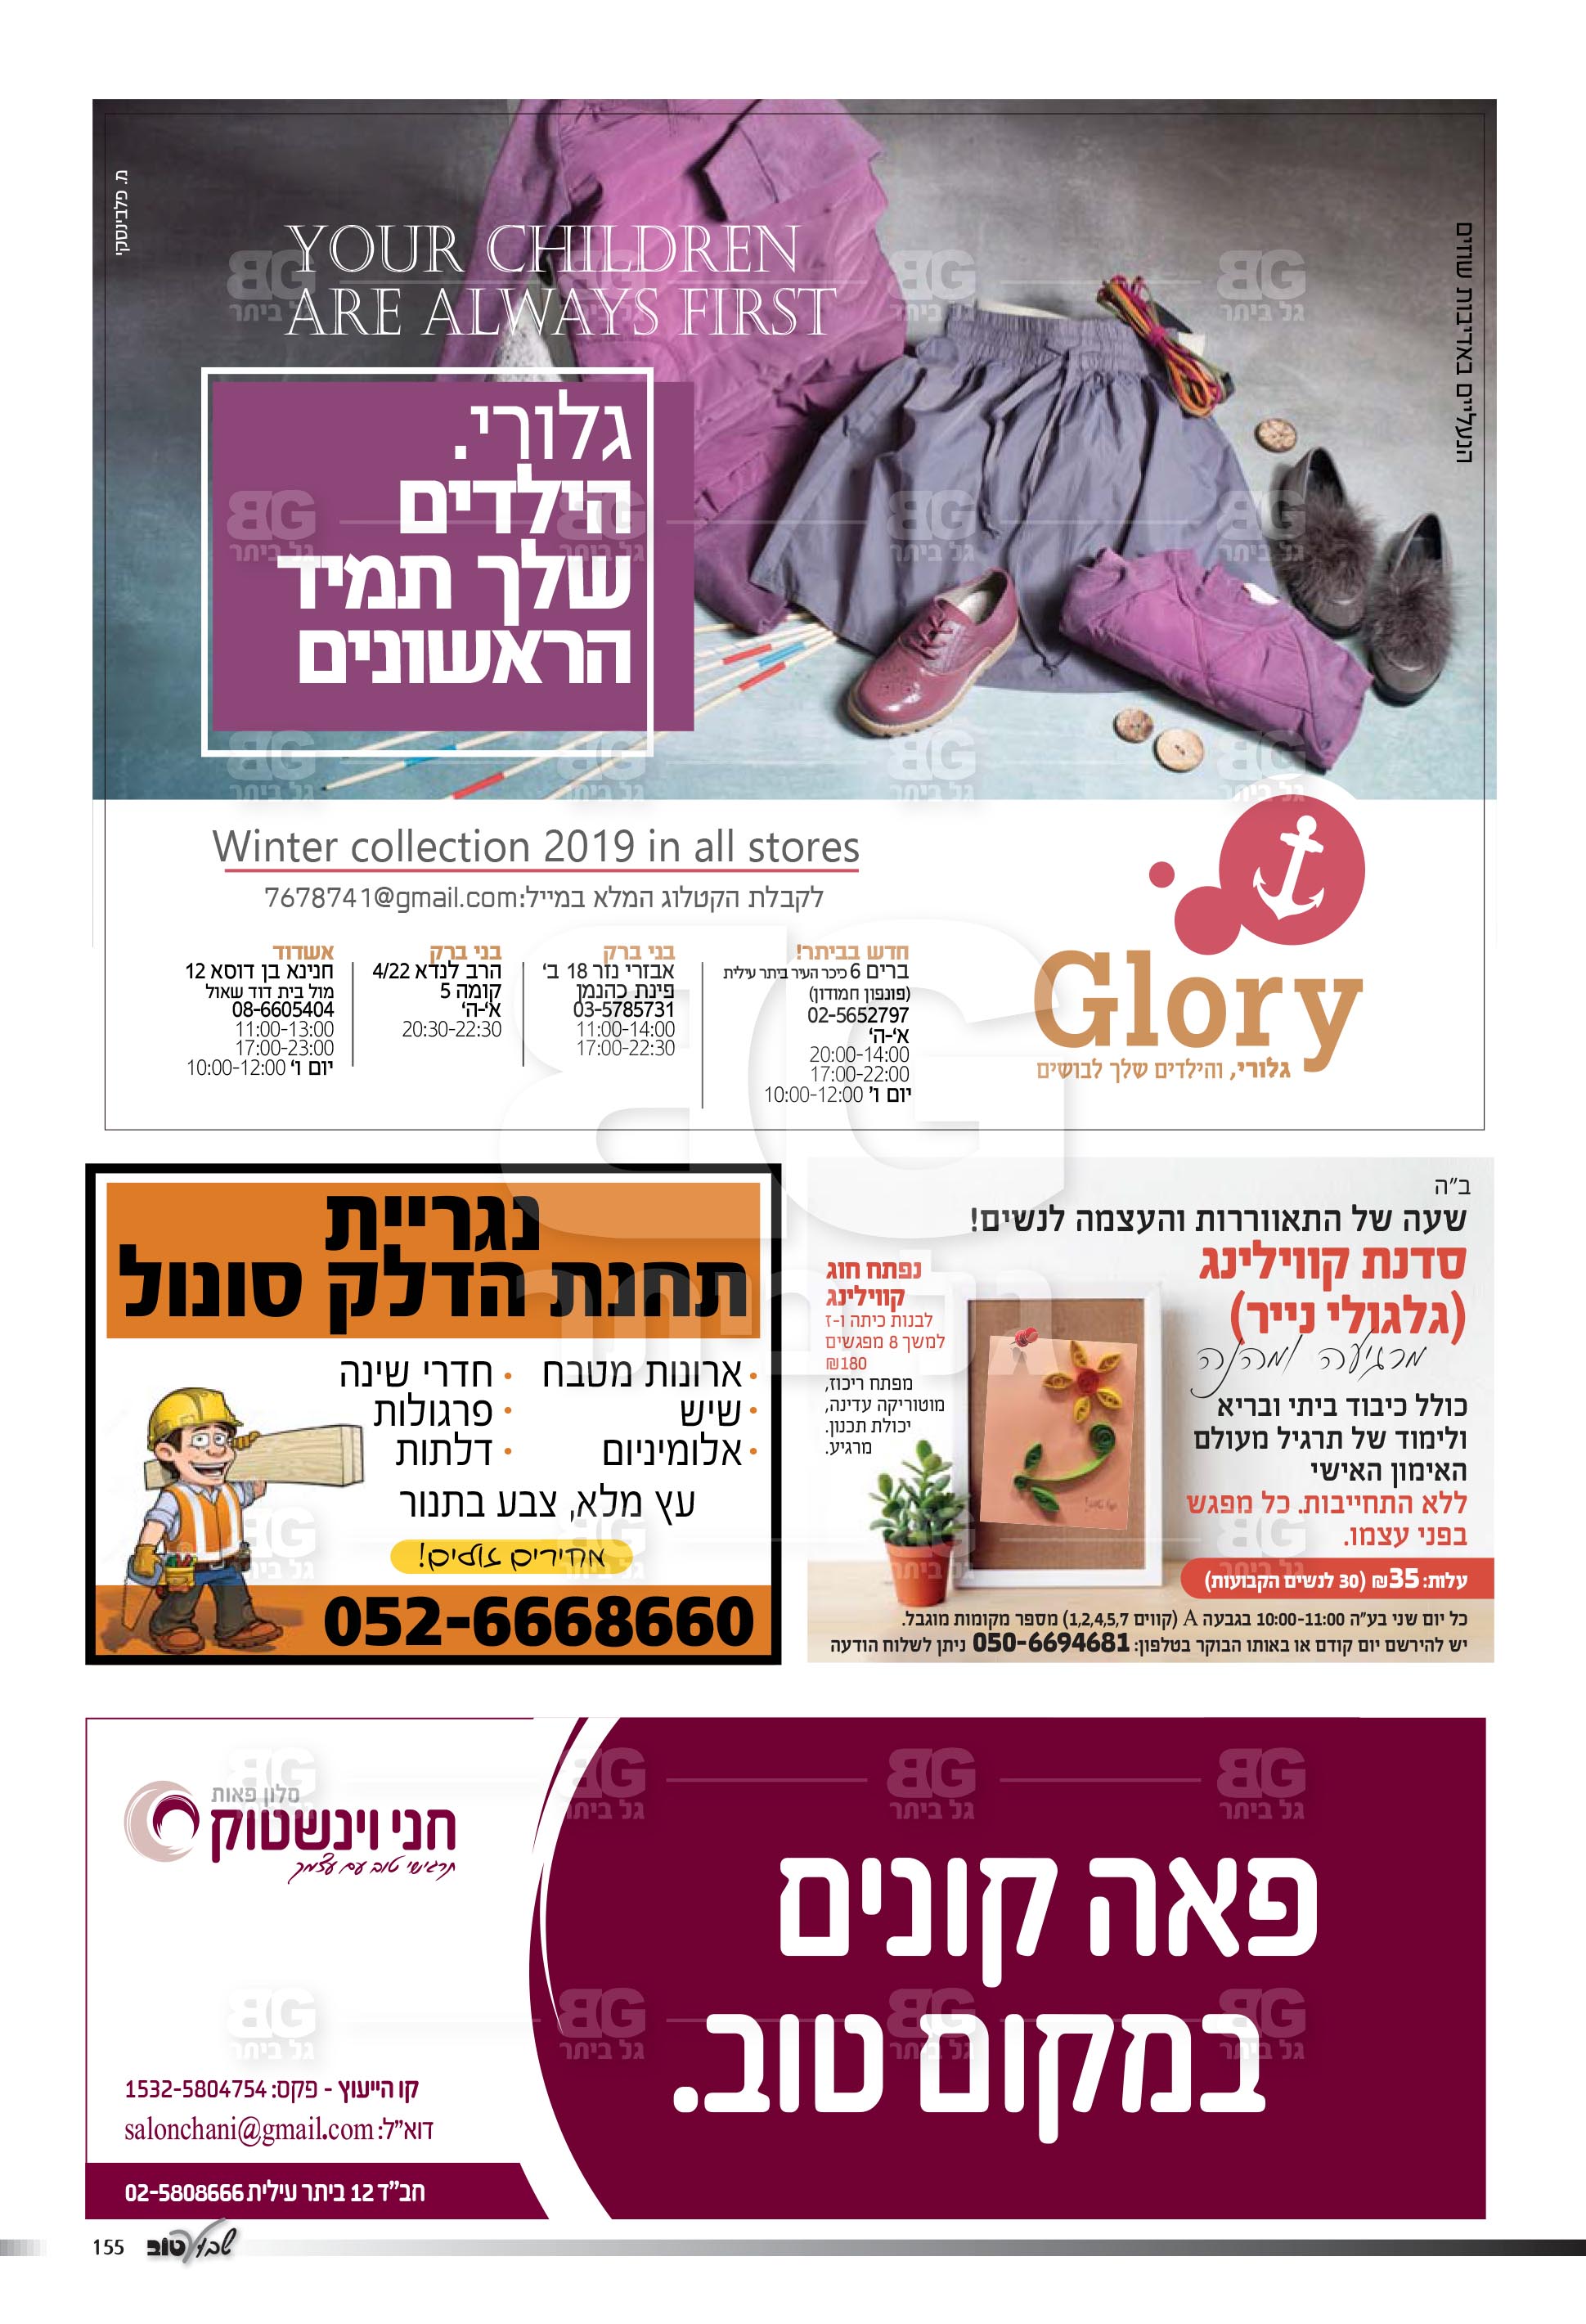 מ. פלבינסקי
הנעליים באדיבות שוזים
YOUR CHILDREN
ARE ALWAYS FIRST
גלורי.
הילדים
שלך תמיד
הראשונים
Winter collection 2019 in all stores
לקבלת הקטלוג המלא במייל:7678741@gmail.com
חדש בביתר!
ברים 6 כיכר העיר ביתר עילית
(פונפון חמודון)
02-5652797
א'-ה'
20:00-14:00
17:00-22:00
יום ו' 10:00-12:00
בני ברק
אבזרי נזר 18 ב'
פינת כהנמן
03-5785731
11:00-14:00
17:00-22:30
בני ברק
הרב לנדא 4/22
קומה 5
א'-ה'
20:30-22:30
אשדוד
חנינא בן דוסא 12
מול בית דוד שאול
08-6605404
11:00-13:00
17:00-23:00
יום ו' 10:00-12:00
Glory
גלורי, והילדים שלך לבושים
ב"ה
שעה של התאווררות והעצמה לנשים!
סדנת קווילינג
(גלגולי נייר)
מרגיעה ומהנה
כולל כיבוד ביתי ובריא
ולימוד של תרגיל מעולם
האימון האישי
ללא התחייבות. כל מפגש
בפני עצמו.
עלות: 35₪ (30 לנשים הקבועות)
נפתח חוג
קווילינג
לבנות כיתה ו-ז
למשך 8 מפגשים
180₪
מפתח ריכוז,
מוטוריקה עדינה,
יכולת תכנון.
מרגיע.
כל יום שני בע"ה 10:00-11:00 בגבעה A (קווים 1,2,4,5,7) מספר מקומות מוגבל.
יש להירשם יום קודם או באותו הבוקר בטלפון: 050-6694681 ניתן לשלוח הודעה
נגריית
תחנת הדלק סונול
• ארונות מטבח • חדרי שינה
• שיש • פרגולות
• אלומיניום • דלתות
עץ מלא, צבע בתנור
מחירים זולים!
052-6668660
פאה קונים
במקום טוב.
סלון פאות
חני וינשטוק
תרגישי טוב עם עצמך
קו הייעוץ - פקס: 1532-5804754
דוא"ל: salonchani@gmail.com
חב"ד 12 ביתר עילית 02-5808666
155 שבוע טוב
BG
גל ביתר